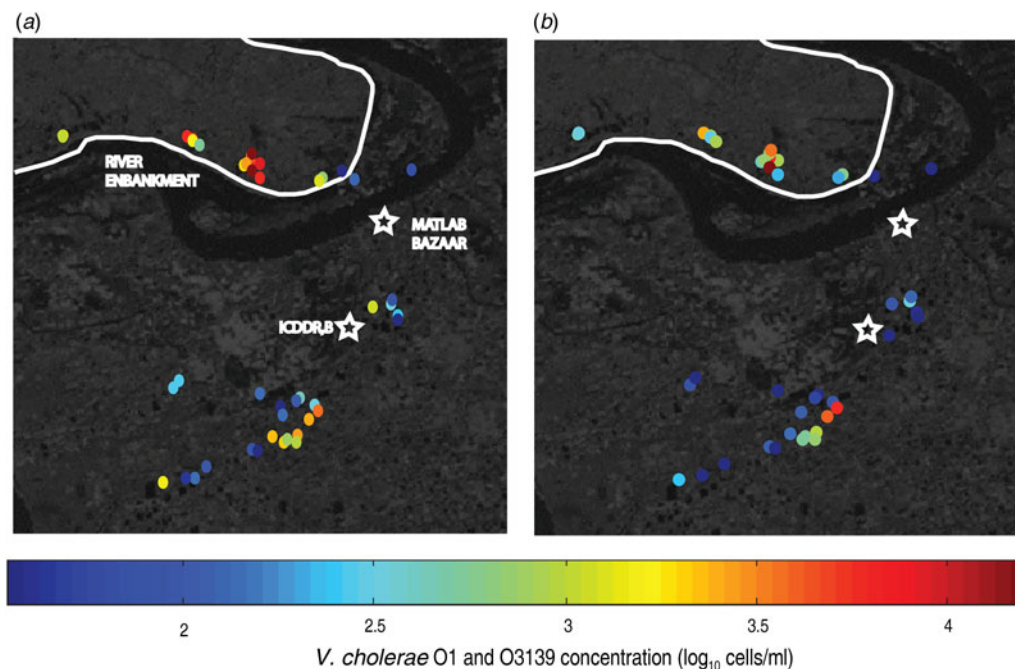 (a)
(b)
RIVER
ENBANKMENT
MATLAB
BAZAAR
ICDDR,B
2 2.5 3 3.5 4
V. cholerae O1 and O3139 concentration (log10 cells/ml)